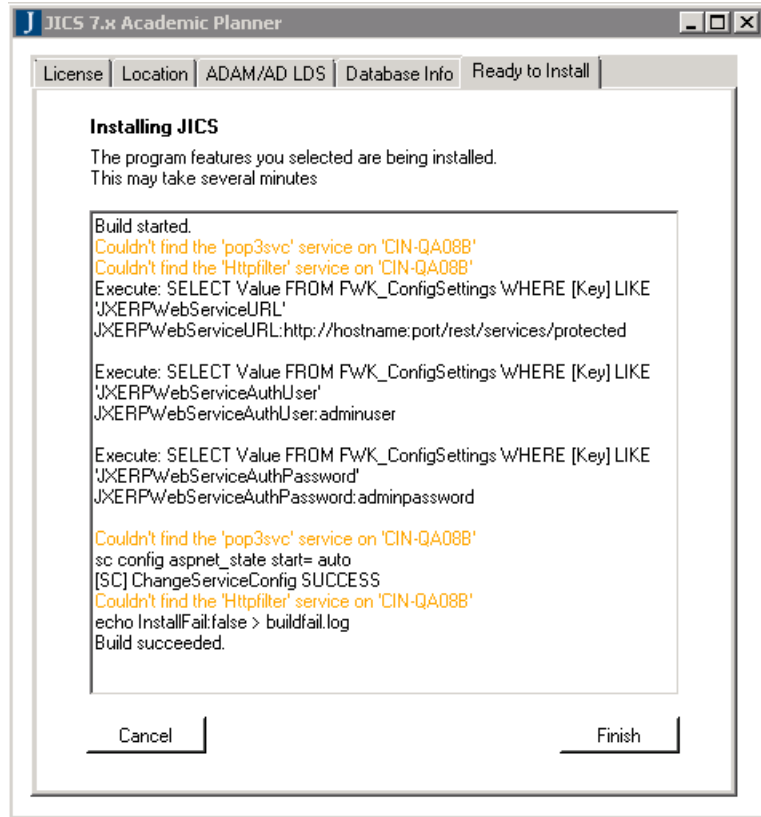 J JICS 7.x Academic Planner
License Location ADAM/AD LDS Database Info Ready to Install
Installing JICS
The program features you selected are being installed.
This may take several minutes
Build started.
Couldn't find the 'pop3svc' service on 'CIN-QA08B'
Couldn't find the 'Httpfilter' service on 'CIN-QA08B'
Execute: SELECT Value FROM FWK_ConfigSettings WHERE [Key] LIKE
'JXERPWebServiceURL'
JXERPWebServiceURL:http://hostname:port/rest/services/protected
Execute: SELECT Value FROM FWK_ConfigSettings WHERE [Key] LIKE
'JXERPWebServiceAuthUser'
JXERPWebServiceAuthUser:adminuser
Execute: SELECT Value FROM FWK_ConfigSettings WHERE [Key] LIKE
'JXERPWebServiceAuthPassword'
JXERPWebServiceAuthPassword:adminpassword
Couldn't find the 'pop3svc' service on 'CIN-QA08B'
sc config aspnet_state start= auto
[SC] ChangeServiceConfig SUCCESS
Couldn't find the 'Httpfilter' service on 'CIN-QA08B'
echo InstallFail:false > buildfail.log
Build succeeded.
Cancel Finish